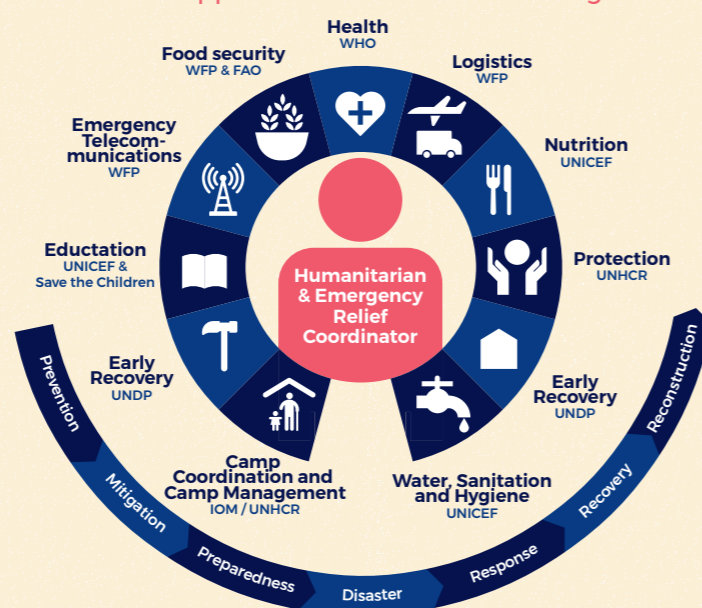 Health
WHO
Food security
WFP & FAO
Logistics
WFP
Emergency
Telecom-
munications
WFP
Nutrition
UNICEF
Eductation
UNICEF &
Save the Children
Protection
UNHCR
Humanitarian
& Emergency
Relief
Coordinator
Early
Recovery
UNDP
Early
Recovery
UNDP
Camp
Coordination and
Camp Management
IOM / UNHCR
Water, Sanitation
and Hygiene
UNICEF
Prevention
Mitigation
Preparedness
Disaster
Response
Recovery
Reconstruction